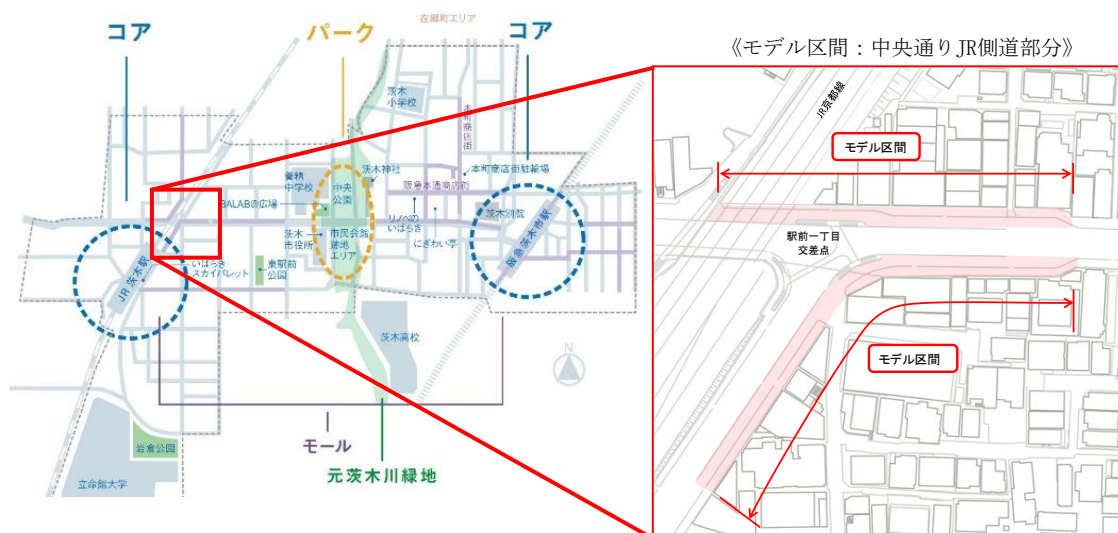 在郷町エリア
コア
パーク
コア
《モデル区間：中央通りJR側道部分》
茨木
小学校
本町商店街
JR京都線
モデル区間
養精
中学校
中央
公園
茨木神社
本町商店街駐輪場
阪急本通商店街
BALABの広場
リノベの
いばらき
にぎわい亭
茨木別院
茨木
市役所
市民会館
跡地
エリア
阪急茨木市駅
駅前一丁目
交差点
いばらき
スカイパレット
東駅前
公園
JR 茨木駅
茨木高校
N
モデル区間
モール
岩倉公園
立命館大学
元茨木川緑地